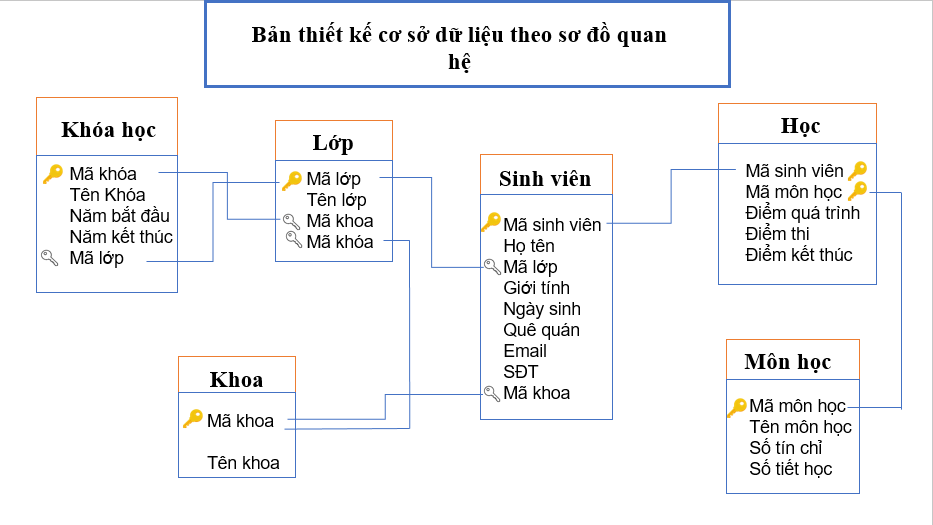 Bản thiết kế cơ sở dữ liệu theo sơ đồ quan
hệ
Khóa học
Mã khóa
Tên Khóa
Năm bắt đầu
Năm kết thúc
Mã lớp
Lớp
Mã lớp
Tên lớp
Mã khoa
Mã khóa
Sinh viên
Mã sinh viên
Họ tên
Mã lớp
Giới tính
Ngày sinh
Quê quán
Email
SĐT
Mã khoa
Học
Mã sinh viên
Mã môn học
Điểm quá trình
Điểm thi
Điểm kết thúc
Khoa
Mã khoa
Tên khoa
Môn học
Mã môn học
Tên môn học
Số tín chỉ
Số tiết học